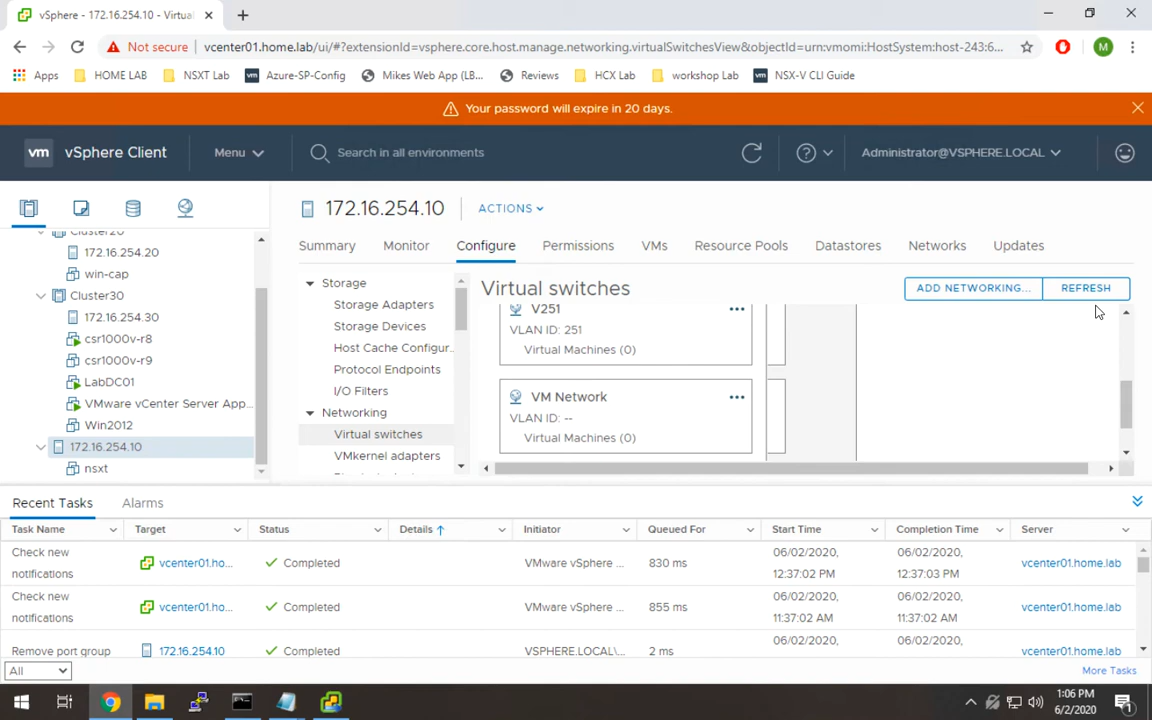 vSphere - 172.16.254.10 - Virtual
Not secure
vcenter01.home.lab/ui/#?extensionId=vsphere.core.host.manage.networking.virtualSwitchesView&objectId=urn:vmomi:HostSystem:host-243:6...
M
Apps
HOME LAB
NSXT Lab
vm
Azure-SP-Config
Mikes Web App (LB...
Reviews
HCX Lab
workshop Lab
vm
NSX-V CLI Guide
Your password will expire in 20 days.
vm
vSphere Client
Menu
Search in all environments
Administrator@VSPHERE.LOCAL
172.16.254.10
ACTIONS
Summary
Monitor
Configure
Permissions
VMs
Resource Pools
Datastores
Networks
Updates
Cluster20
172.16.254.20
win-cap
Cluster30
172.16.254.30
csr1000v-r8
csr1000v-r9
LabDC01
VMware vCenter Server App...
Win2012
172.16.254.10
nsxt
Storage
Storage Adapters
Storage Devices
Host Cache Configur..
Protocol Endpoints
I/O Filters
Networking
Virtual switches
VMkernel adapters
Virtual switches
ADD NETWORKING...
REFRESH
V251
VLAN ID: 251
Virtual Machines (0)
VM Network
VLAN ID: --
Virtual Machines (0)
Recent Tasks
Alarms
Task Name
Target
Status
Details
Initiator
Queued For
Start Time
Completion Time
Server
Check new notifications
vcenter01.ho...
Completed
VMware vSphere ...
830 ms
06/02/2020, 12:37:02 PM
06/02/2020, 12:37:03 PM
vcenter01.home.lab
Check new notifications
vcenter01.ho...
Completed
VMware vSphere ...
855 ms
06/02/2020, 11:37:02 AM
06/02/2020, 11:37:02 AM
vcenter01.home.lab
Remove port group
172.16.254.10
Completed
VSPHERE.LOCAL\...
2 ms
06/02/2020,
06/02/2020,
vcenter01.home.lab
All
More Tasks
1:06 PM
6/2/2020
1